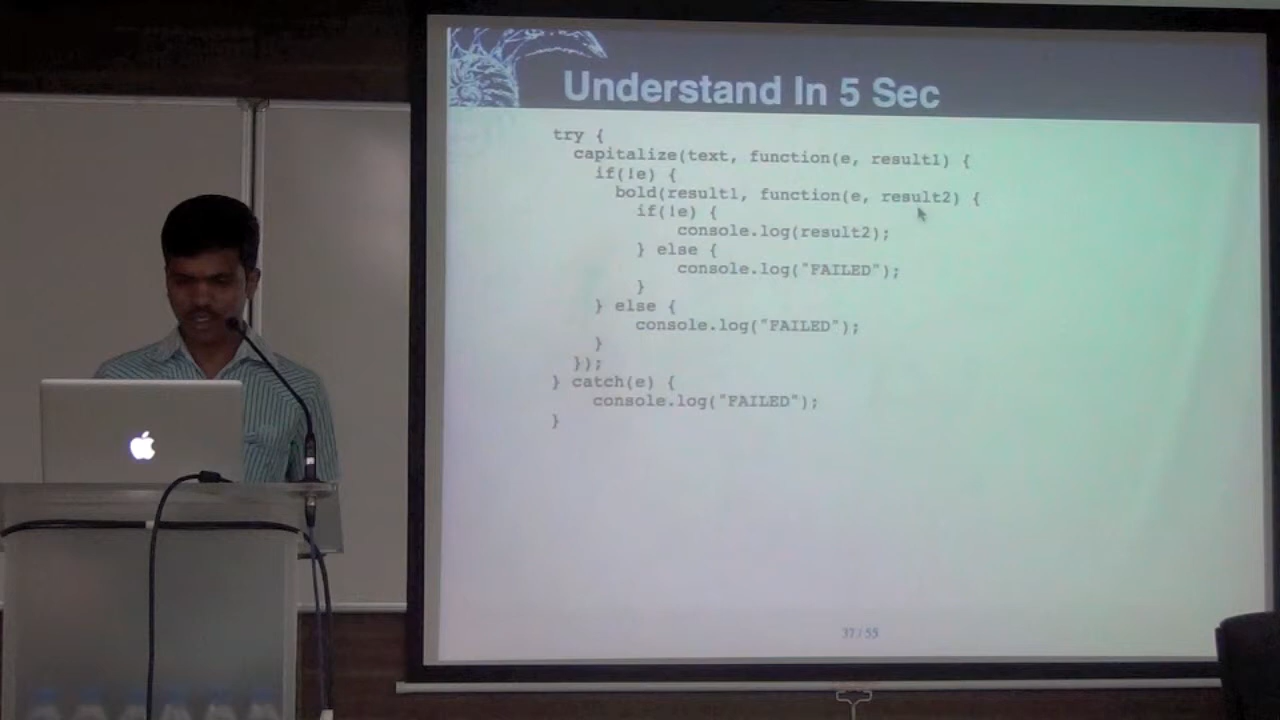 Understand In 5 Sec
try {
capitalize(text, function(e, result1) {
if(!e) {
bold(result1, function(e, result2) {
if(!e) {
console.log(result2);
} else {
console.log("FAILED");
}
} else {
console.log("FAILED");
}
});
} catch(e) {
console.log("FAILED");
}
37 / 55